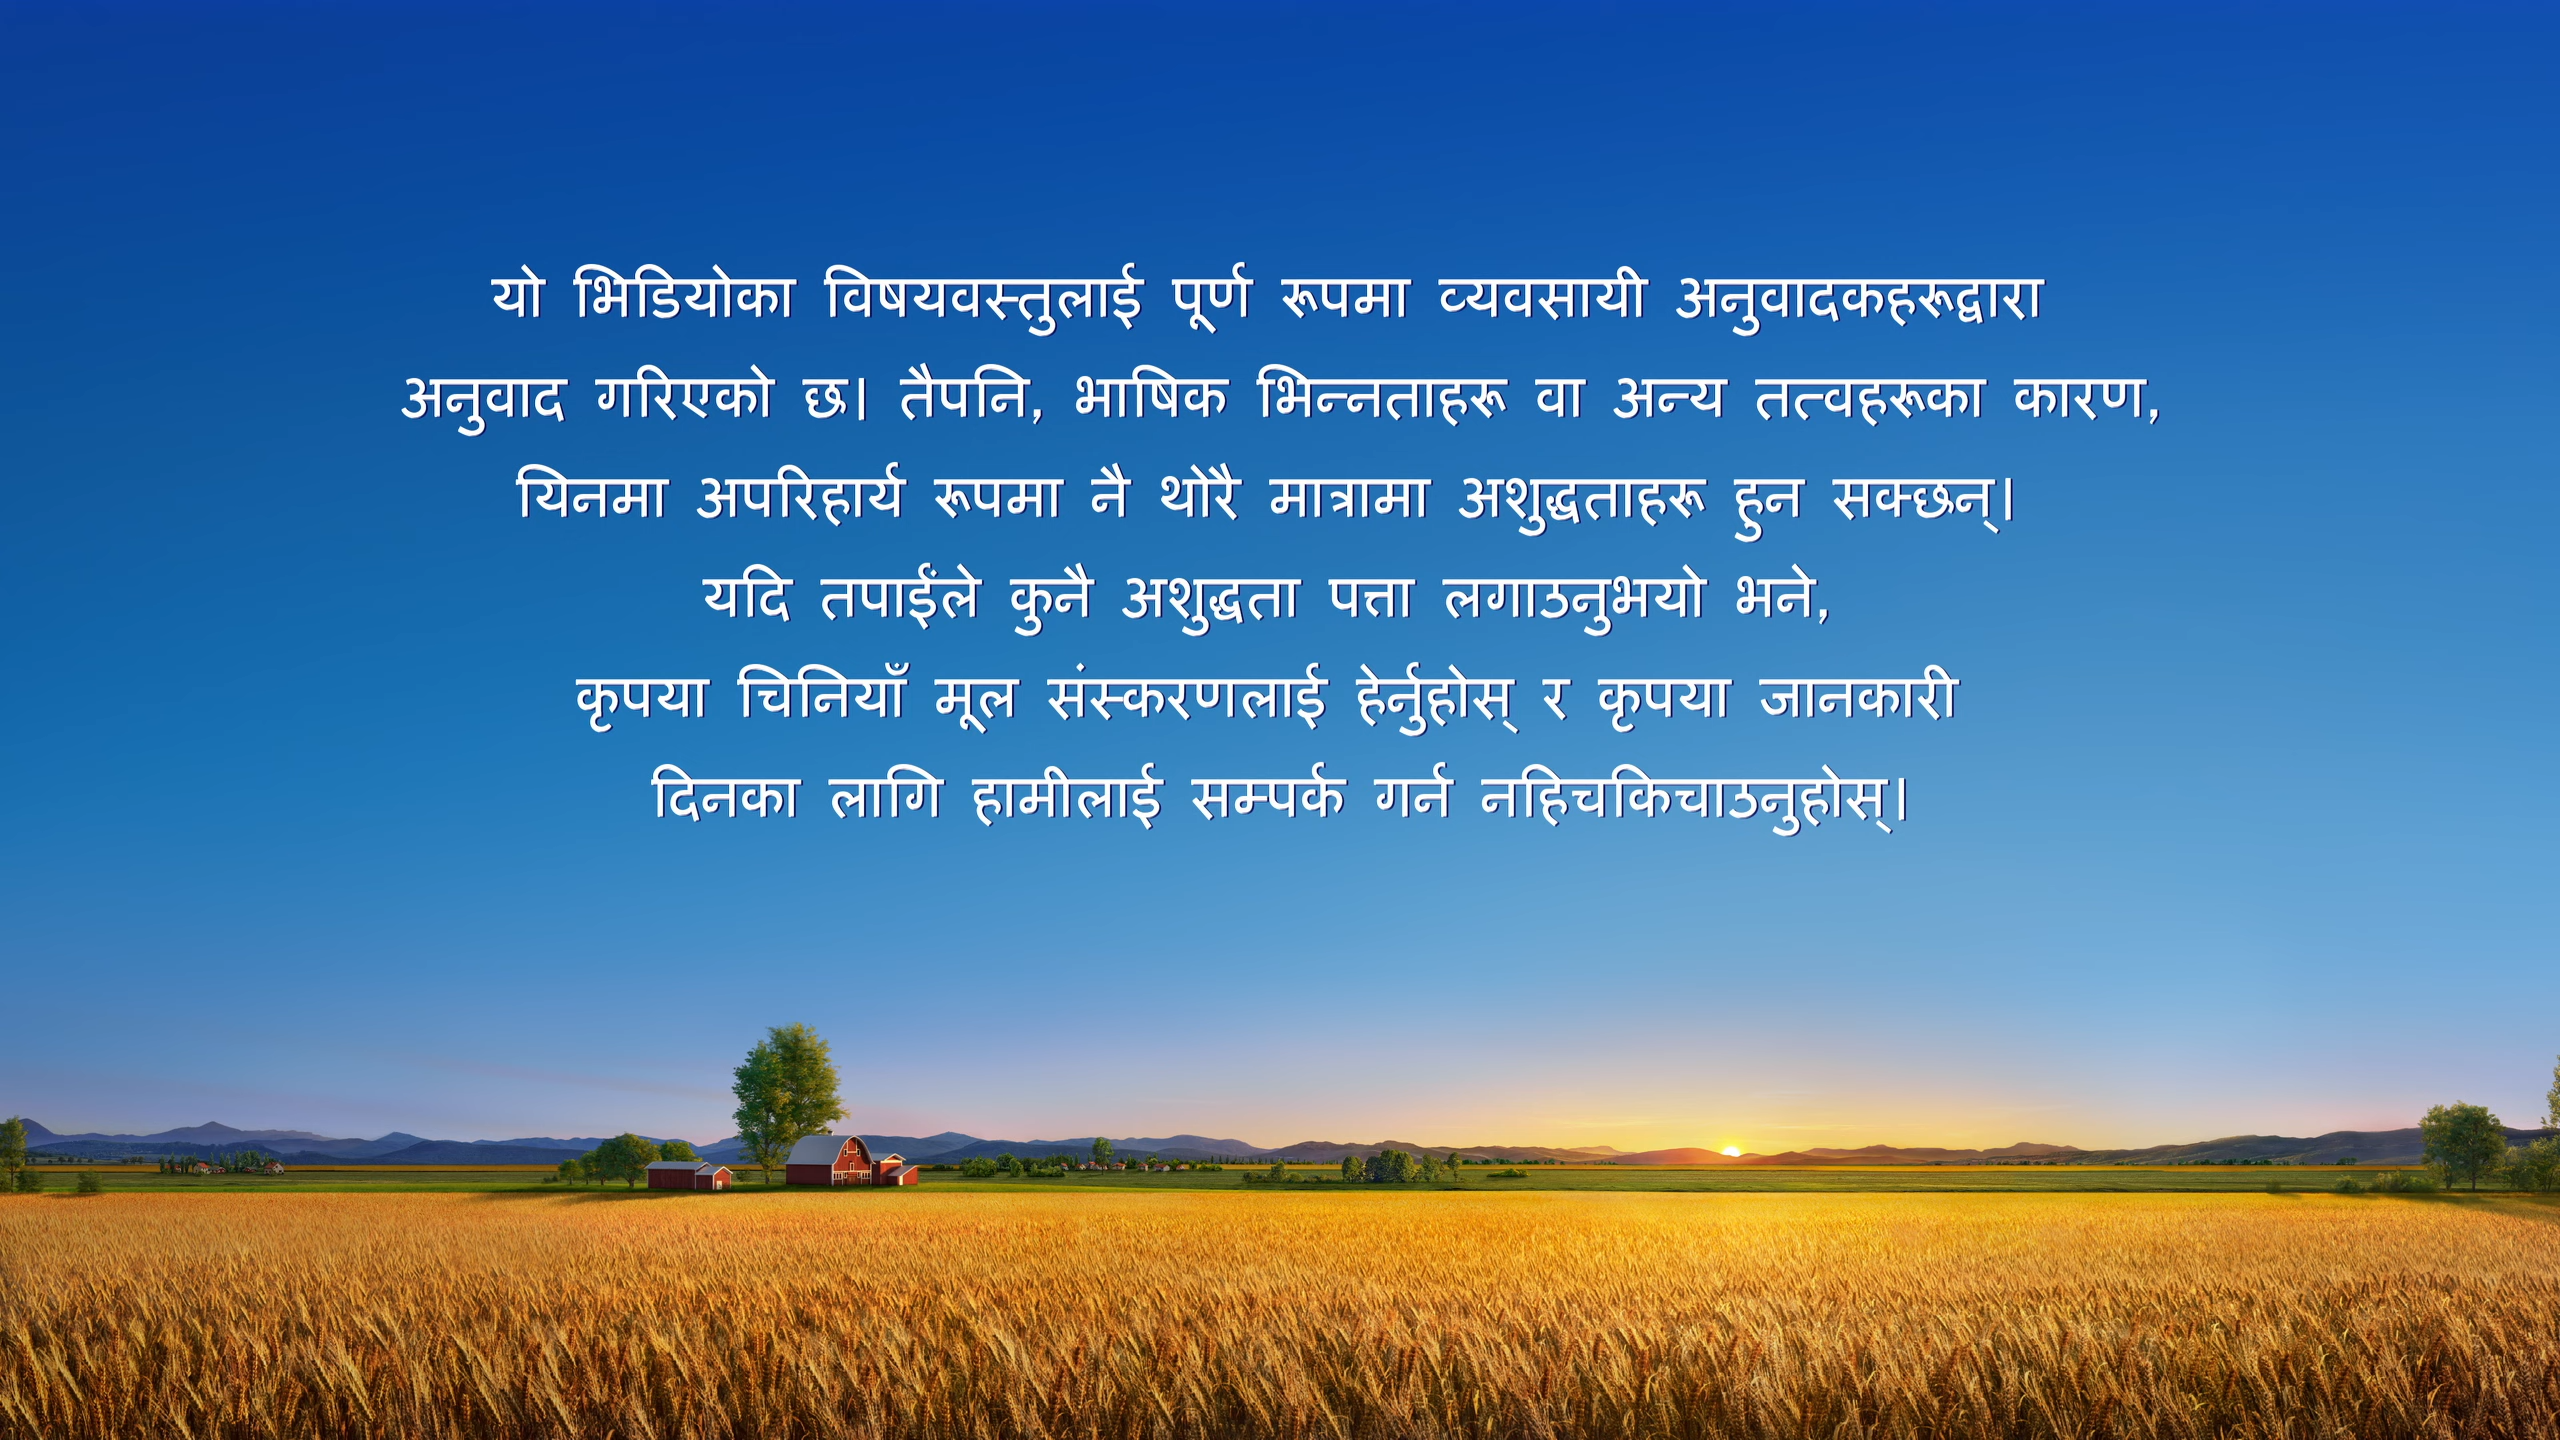 यो भिडियोका विषयवस्तुलाई पूर्ण रूपमा व्यवसायी अनुवादकहरूद्वारा
अनुवाद गरिएको छ। तैपनि, भाषिक भिन्नताहरू वा अन्य तत्वहरूका कारण,
यिनमा अपरिहार्य रूपमा नै थोरै मात्रामा अशुद्धताहरू हुन सक्छन्।
यदि तपाईंले कुनै अशुद्धता पत्ता लगाउनुभयो भने,
कृपया चिनियाँ मूल संस्करणलाई हेर्नुहोस् र कृपया जानकारी
दिनका लागि हामीलाई सम्पर्क गर्न नहिचकिचाउनुहोस्।